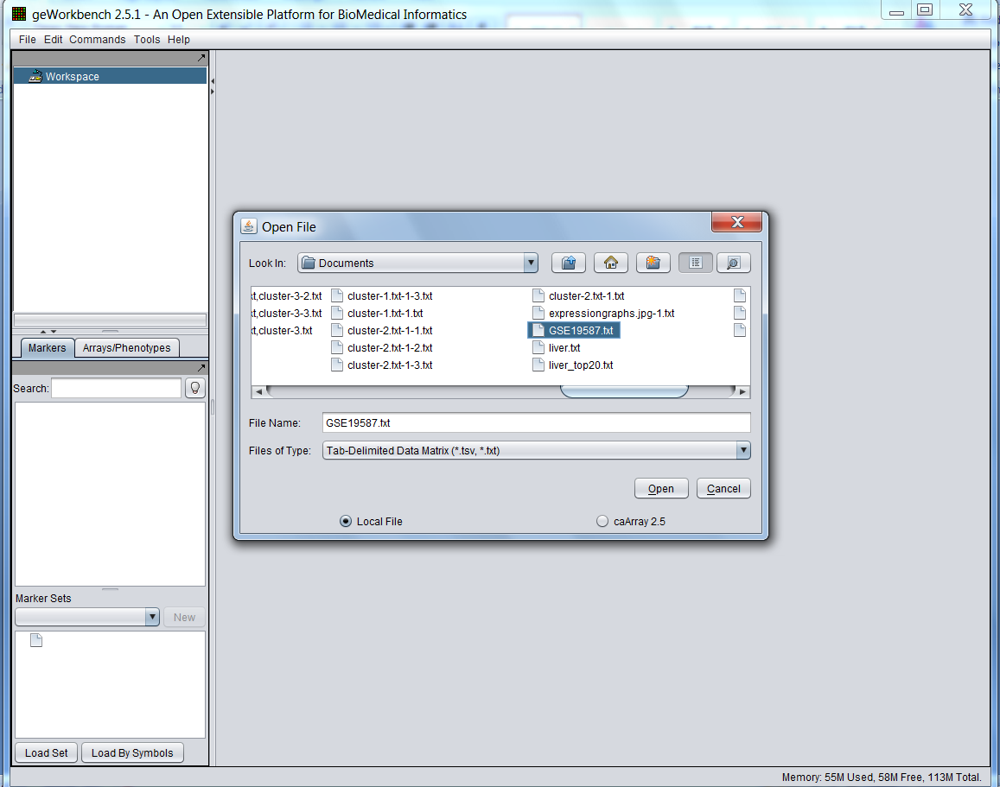 geWorkbench 2.5.1 - An Open Extensible Platform for BioMedical Informatics
File Edit Commands Tools Help
Workspace
Markers Arrays/Phenotypes
Search:
Marker Sets
New
Load Set Load By Symbols
Open File
Look In: Documents
xt,cluster-3-2.txt cluster-1.txt-1-3.txt cluster-2.txt-1.txt
xt,cluster-3-3.txt cluster-1.txt-1.txt expressiongraphs.jpg-1.txt
xt,cluster-3.txt cluster-2.txt-1-1.txt GSE19587.txt
cluster-2.txt-1-2.txt liver.txt
cluster-2.txt-1-3.txt liver_top20.txt
File Name: GSE19587.txt
Files of Type: Tab-Delimited Data Matrix (*.tsv, *.txt)
Open Cancel
Local File caArray 2.5
Memory: 55M Used, 58M Free, 113M Total.